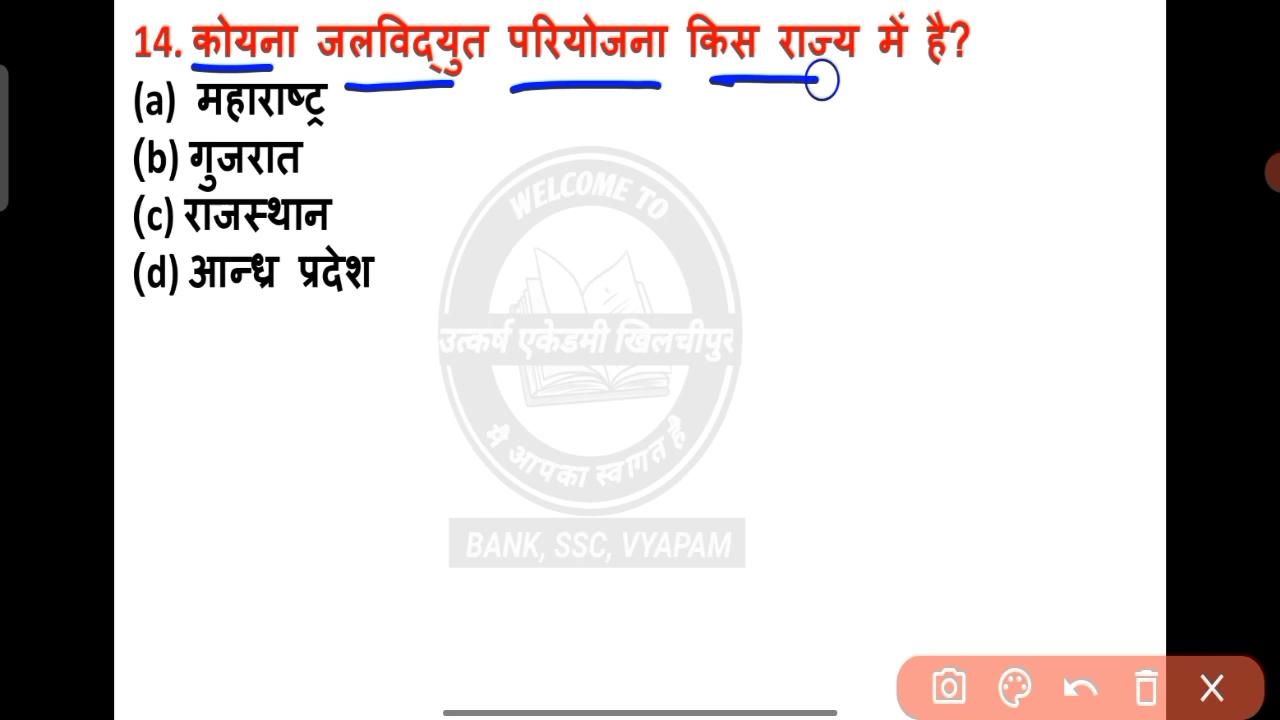 14. कोयना जलविद्युत परियोजना किस राज्य में है?
(a) महाराष्ट्र
(b) गुजरात
(c) राजस्थान
(d) आन्ध्र प्रदेश
WELCOME TO
उत्कर्ष एकेडमी खिलचीपुर
मै आपका स्वागत है
BANK, SSC, VYAPAM